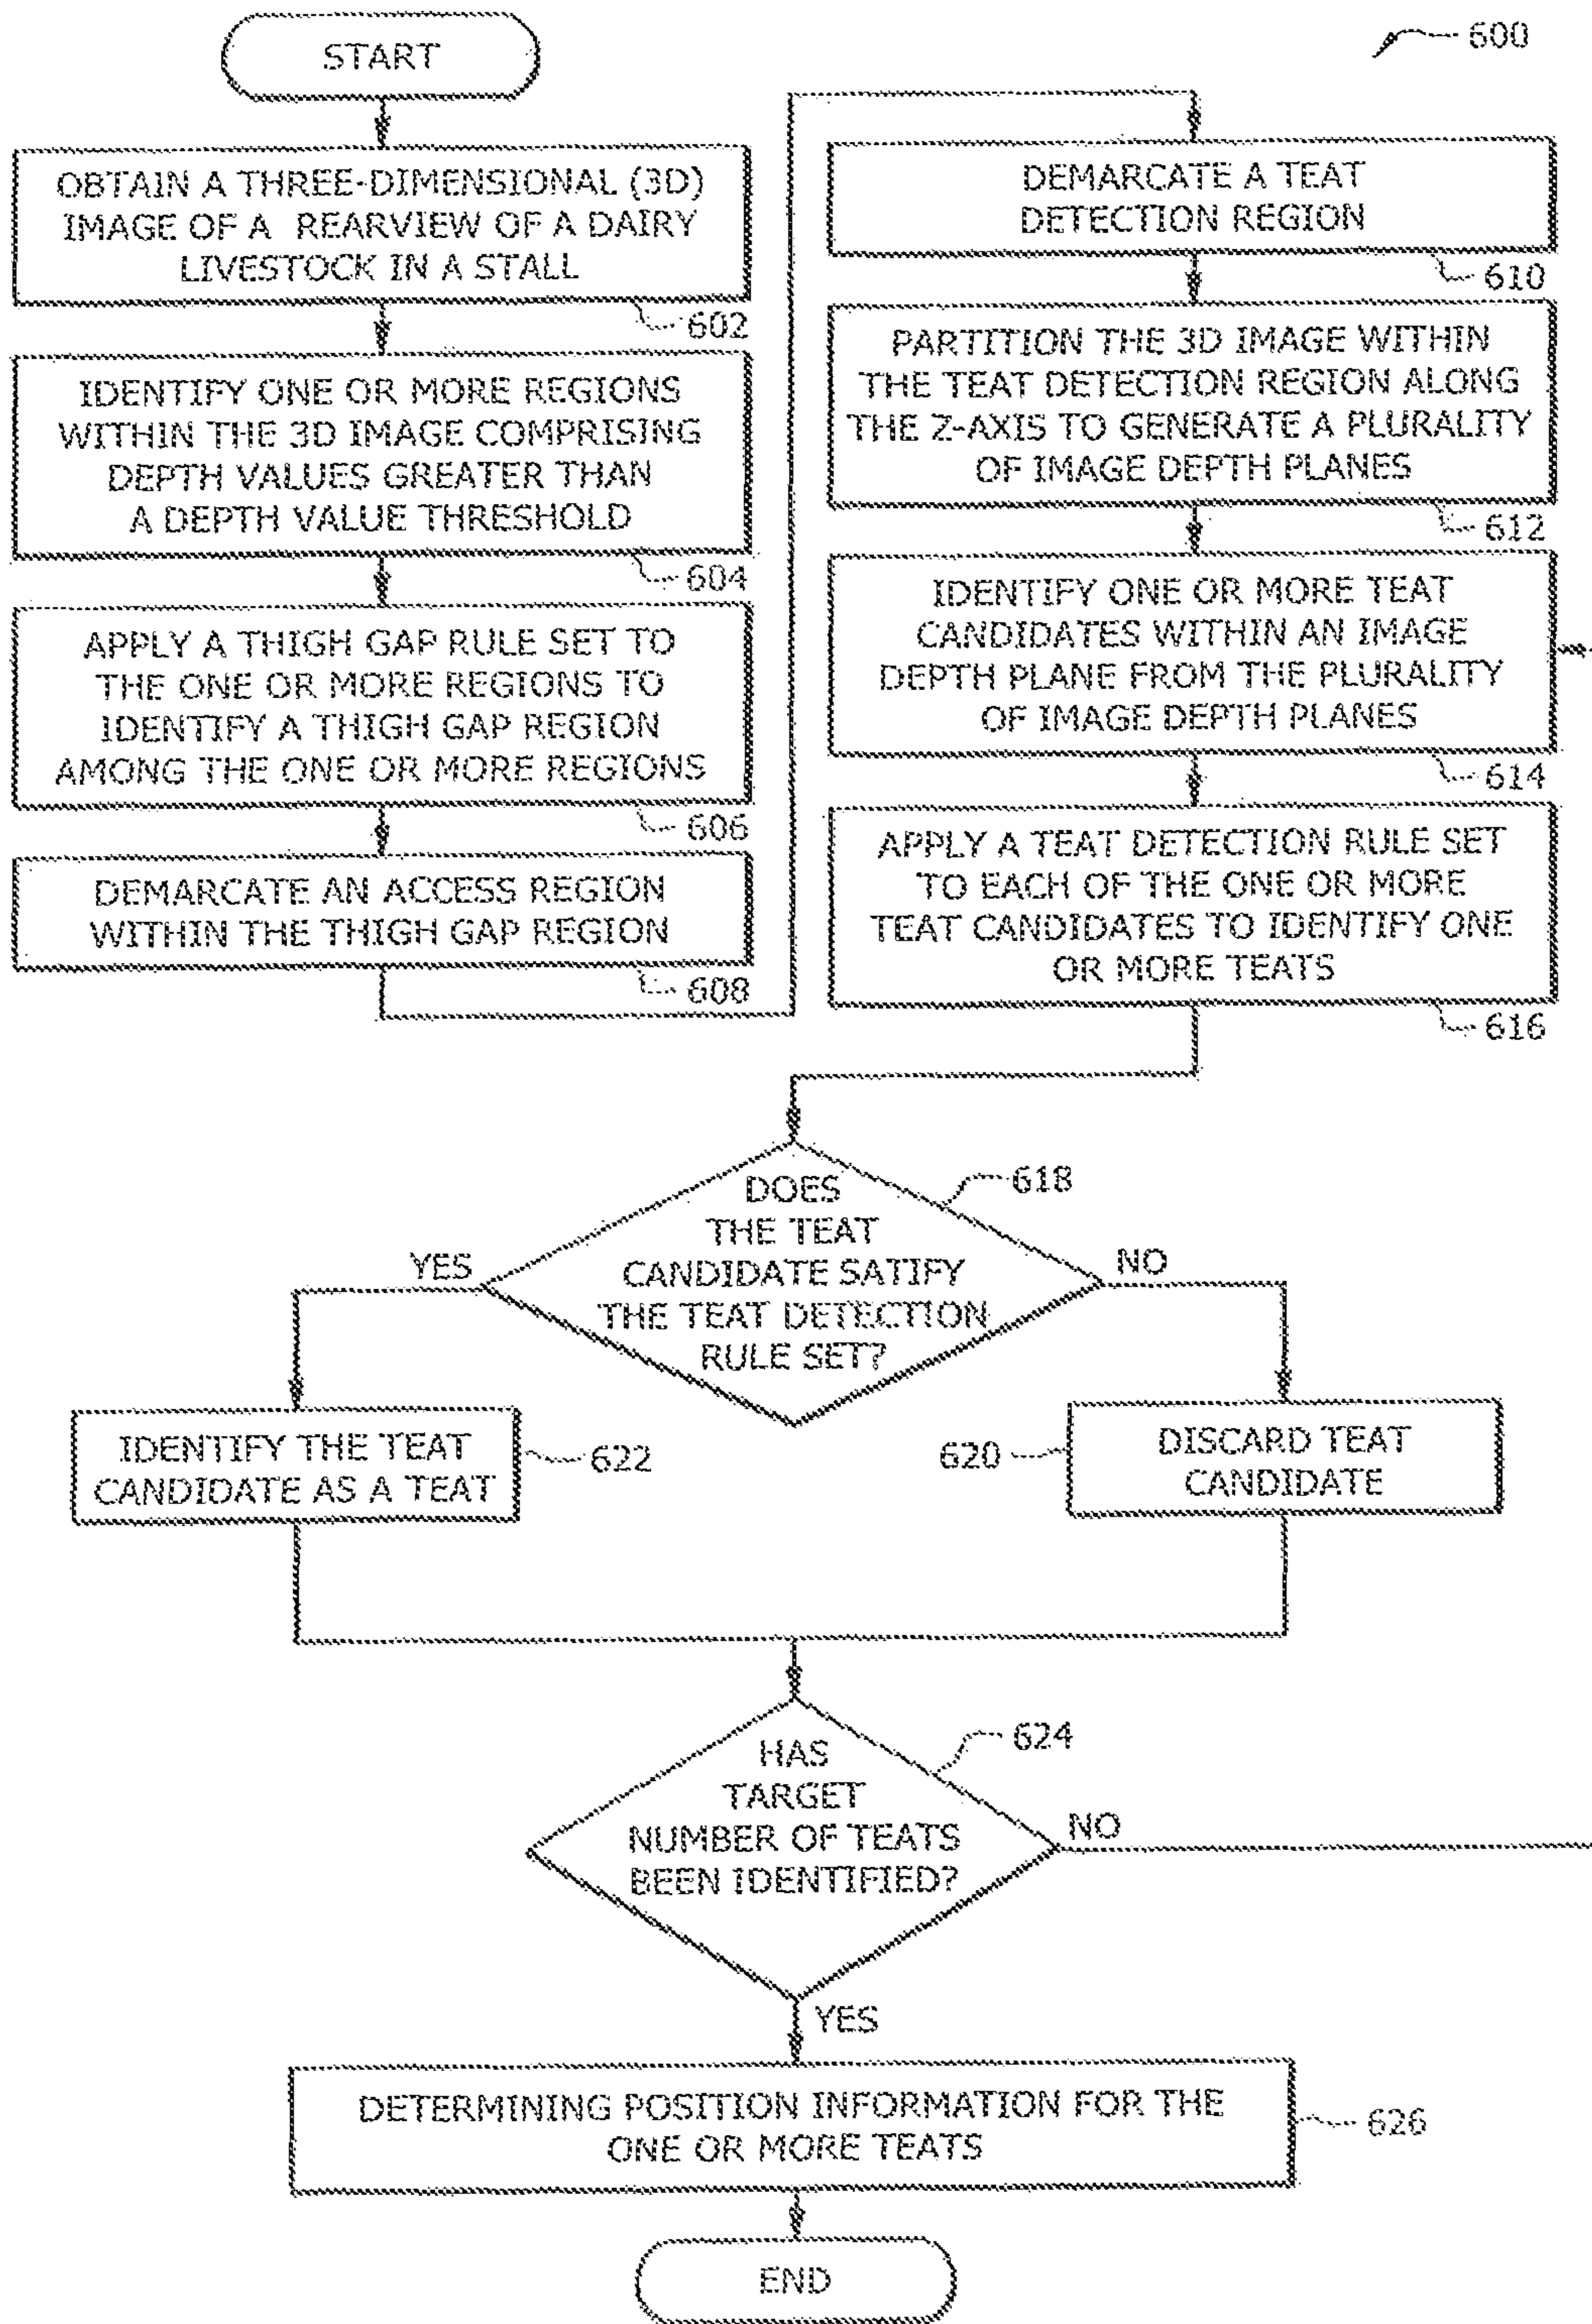 START
600
OBTAIN A THREE-DIMENSIONAL (3D)
IMAGE OF A REARVIEW OF A DAIRY
LIVESTOCK IN A STALL
602
IDENTIFY ONE OR MORE REGIONS
WITHIN THE 3D IMAGE COMPRISING
DEPTH VALUES GREATER THAN
A DEPTH VALUE THRESHOLD
604
APPLY A THIGH GAP RULE SET TO
THE ONE OR MORE REGIONS TO
IDENTIFY A THIGH GAP REGION
AMONG THE ONE OR MORE REGIONS
606
DEMARCATE AN ACCESS REGION
WITHIN THE THIGH GAP REGION
608
DEMARCATE A TEAT
DETECTION REGION
610
PARTITION THE 3D IMAGE WITHIN
THE TEAT DETECTION REGION ALONG
THE Z-AXIS TO GENERATE A PLURALITY
OF IMAGE DEPTH PLANES
612
IDENTIFY ONE OR MORE TEAT
CANDIDATES WITHIN AN IMAGE
DEPTH PLANE FROM THE PLURALITY
OF IMAGE DEPTH PLANES
614
APPLY A TEAT DETECTION RULE SET
TO EACH OF THE ONE OR MORE
TEAT CANDIDATES TO IDENTIFY ONE
OR MORE TEATS
616
DOES
THE TEAT
CANDIDATE SATIFY
THE TEAT DETECTION
RULE SET?
618
YES
NO
IDENTIFY THE TEAT
CANDIDATE AS A TEAT
622
620
DISCARD TEAT
CANDIDATE
HAS
TARGET
NUMBER OF TEATS
BEEN IDENTIFIED?
624
NO
YES
DETERMINING POSITION INFORMATION FOR THE
ONE OR MORE TEATS
626
END